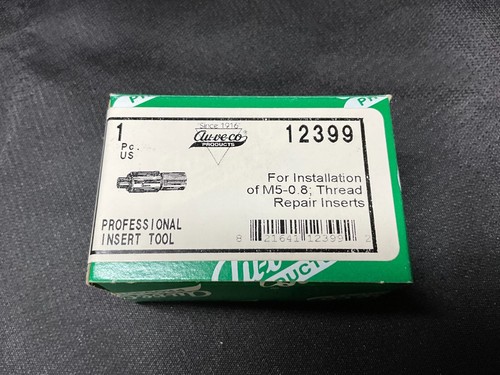 1
Pc.
US
Since 1916
Au-ve-co
PRODUCTS
12399
For Installation
of M5-0.8; Thread
Repair Inserts
PROFESSIONAL
INSERT TOOL
8 21641 12399 2